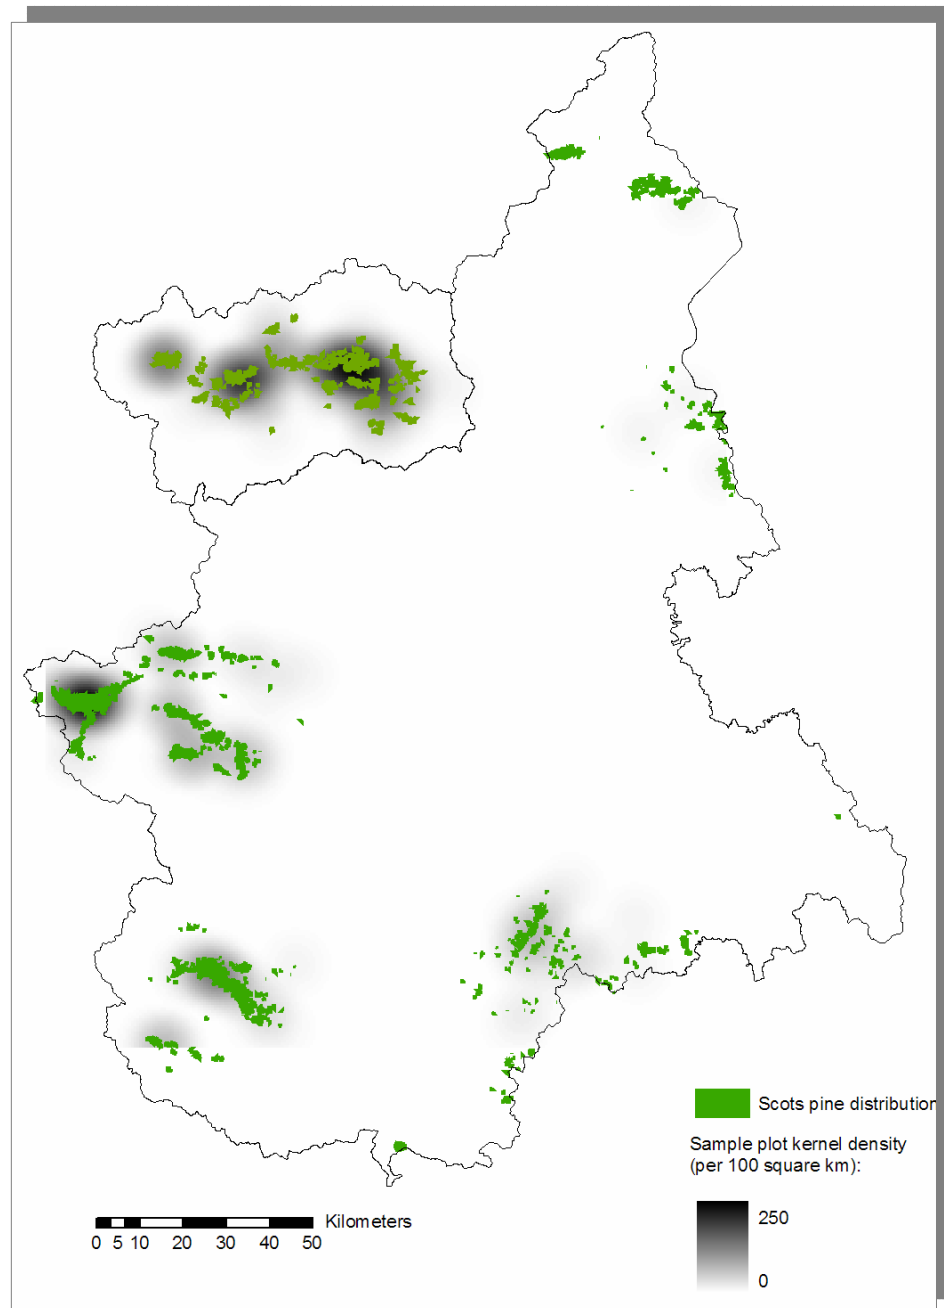 Scots pine distribution
Sample plot kernel density
(per 100 square km):
250
0
Kilometers
0 5 10 20 30 40 50